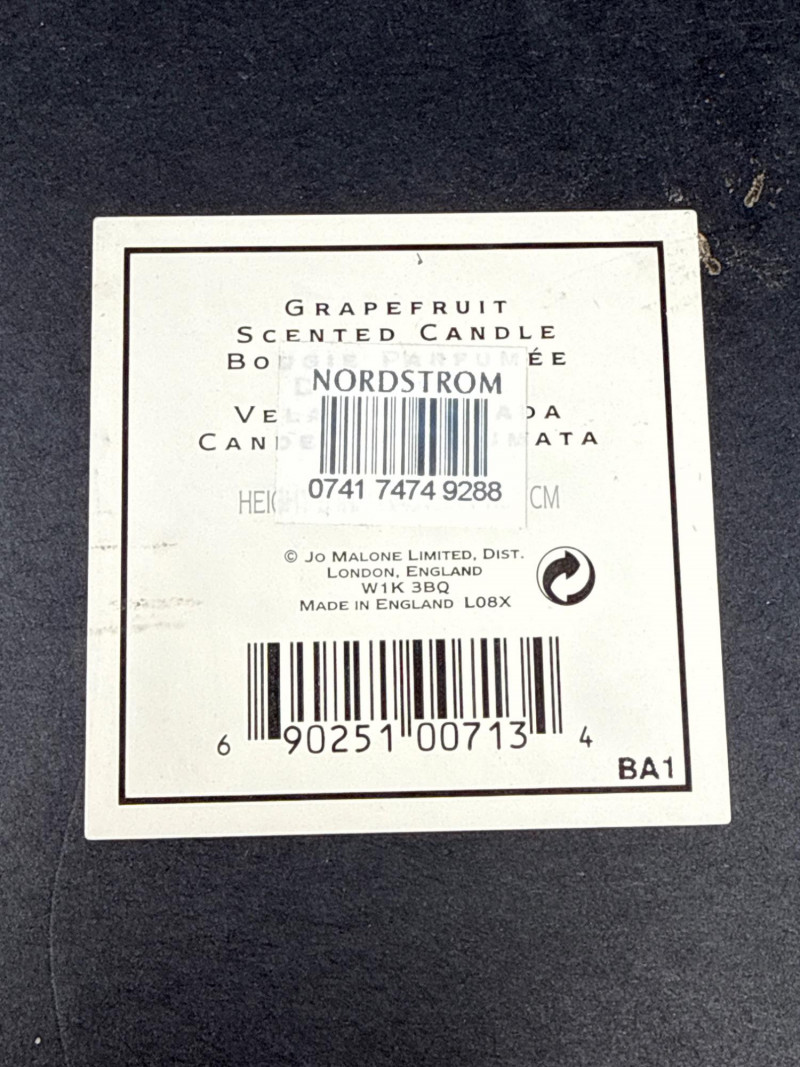 GRAPEFRUIT
SCENTED CANDLE
NORDSTROM
0741 7474 9288
CM
© JO MALONE LIMITED, DIST.
LONDON, ENGLAND
W1K 3BQ
MADE IN ENGLAND L08X
6 90251 00713 4
BA1